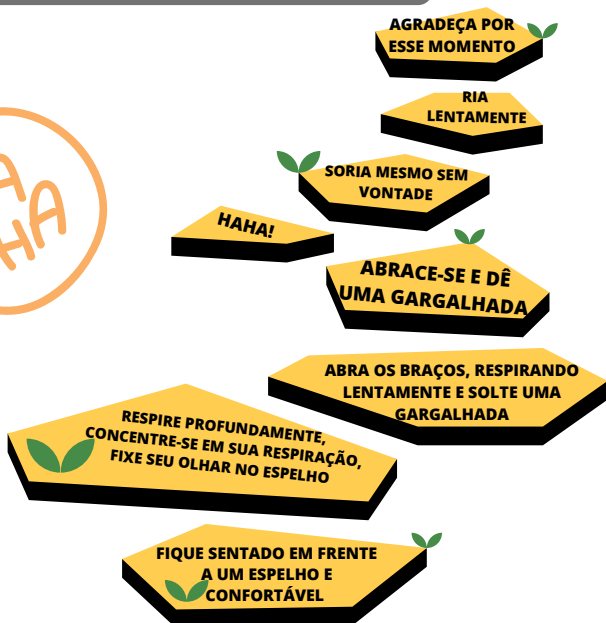 AGRADEÇA POR
ESSE MOMENTO
RIA
LENTAMENTE
SORIA MESMO SEM
VONTADE
HAHA!
ABRACE-SE E DÊ
UMA GARGALHADA
ABRA OS BRAÇOS, RESPIRANDO
LENTAMENTE E SOLTE UMA
GARGALHADA
RESPIRE PROFUNDAMENTE,
CONCENTRE-SE EM SUA RESPIRAÇÃO,
FIXE SEU OLHAR NO ESPELHO
FIQUE SENTADO EM FRENTE
A UM ESPELHO E
CONFORTÁVEL